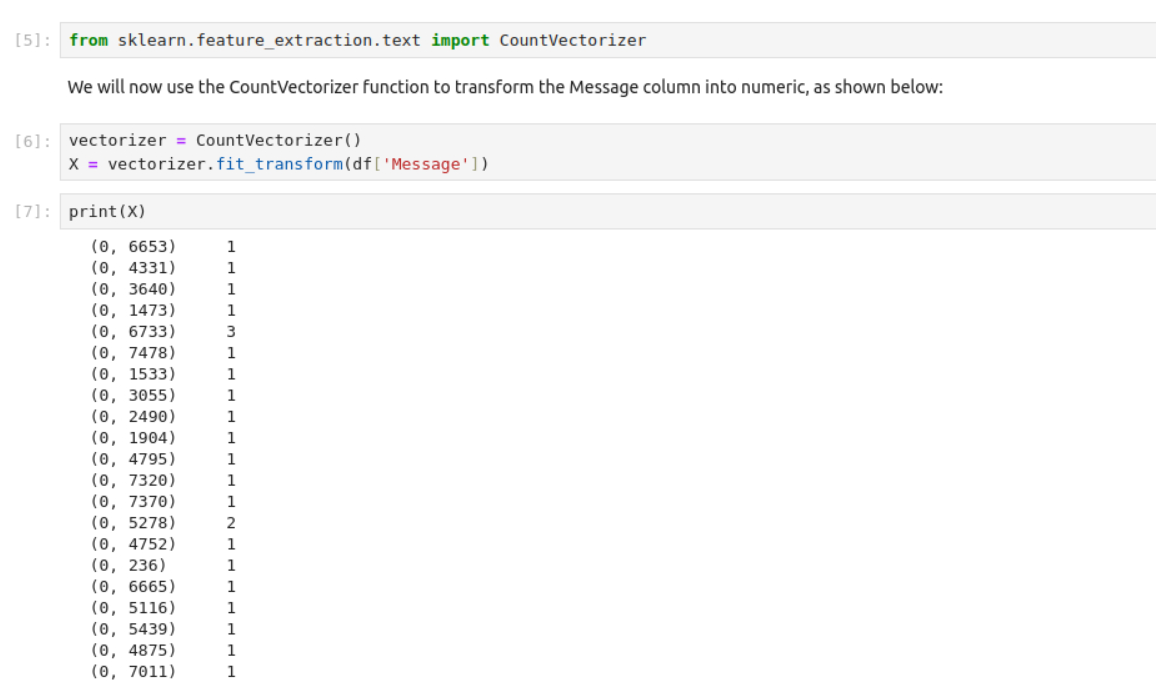 [5]: from sklearn.feature_extraction.text import CountVectorizer
We will now use the CountVectorizer function to transform the Message column into numeric, as shown below:
[6]: vectorizer = CountVectorizer()
X = vectorizer.fit_transform(df['Message'])
[7]: print(X)
(0, 6653) 1
(0, 4331) 1
(0, 3640) 1
(0, 1473) 1
(0, 6733) 3
(0, 7478) 1
(0, 1533) 1
(0, 3055) 1
(0, 2490) 1
(0, 1904) 1
(0, 4795) 1
(0, 7320) 1
(0, 7370) 1
(0, 5278) 2
(0, 4752) 1
(0, 236) 1
(0, 6665) 1
(0, 5116) 1
(0, 5439) 1
(0, 4875) 1
(0, 7011) 1